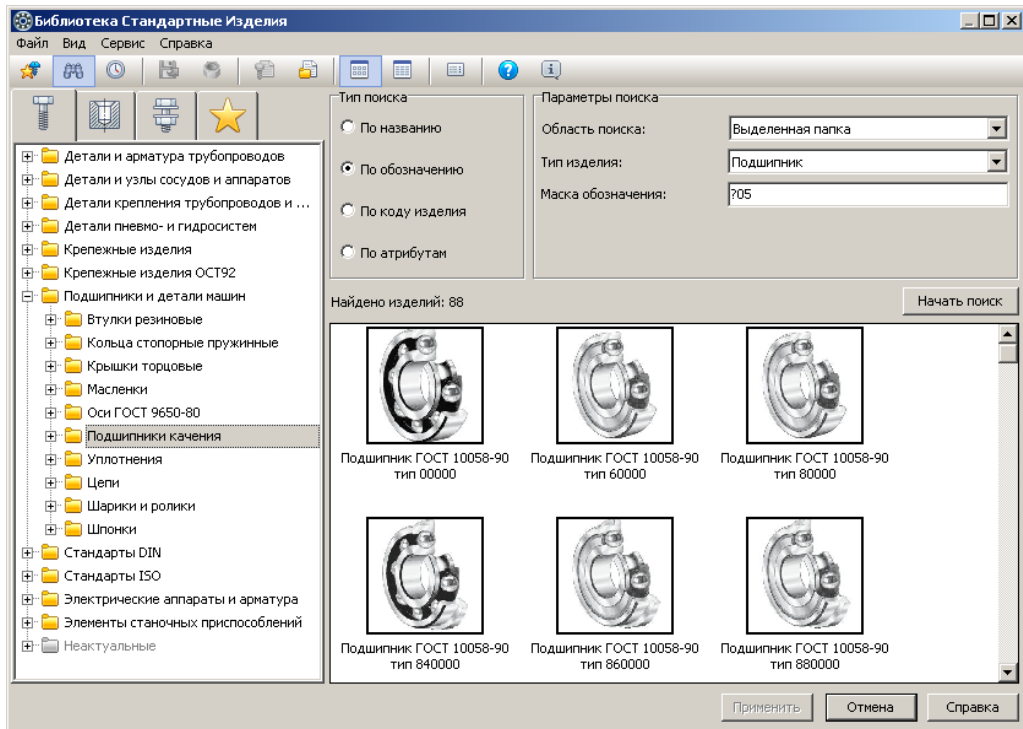 Библиотека Стандартные Изделия
Файл Вид Сервис Справка
Детали и арматура трубопроводов
Детали и узлы сосудов и аппаратов
Детали крепления трубопроводов и ...
Детали пневмо- и гидросистем
Крепежные изделия
Крепежные изделия ОСТ92
Подшипники и детали машин
Втулки резиновые
Кольца стопорные пружинные
Крышки торцовые
Масленки
Оси ГОСТ 9650-80
Подшипники качения
Уплотнения
Цепи
Шарики и ролики
Шпонки
Стандарты DIN
Стандарты ISO
Электрические аппараты и арматура
Элементы станочных приспособлений
Неактуальные
Тип поиска
По названию
По обозначению
По коду изделия
По атрибутам
Параметры поиска
Область поиска: Выделенная папка
Тип изделия: Подшипник
Маска обозначения: ?05
Найдено изделий: 88
Начать поиск
Подшипник ГОСТ 10058-90 Подшипник ГОСТ 10058-90 Подшипник ГОСТ 10058-90
тип 00000 тип 60000 тип 80000
Подшипник ГОСТ 10058-90 Подшипник ГОСТ 10058-90 Подшипник ГОСТ 10058-90
тип 840000 тип 860000 тип 880000
Применить Отмена Справка